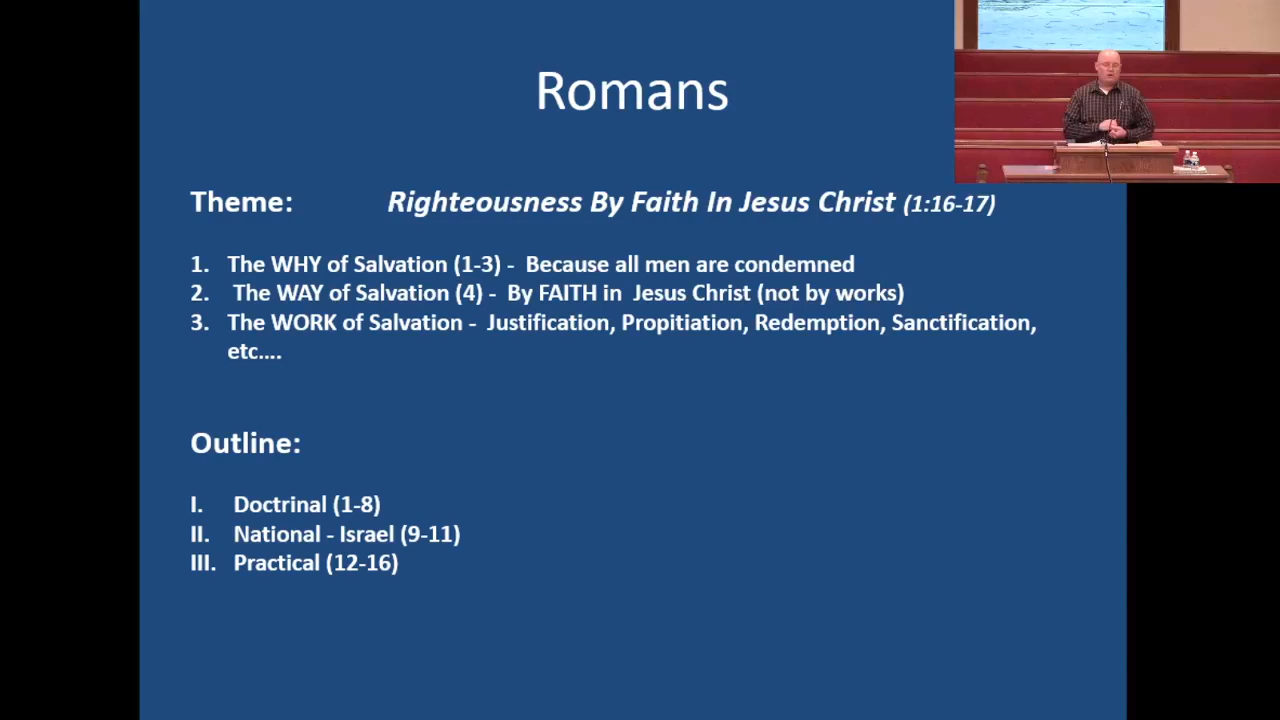 Romans
Theme: Righteousness By Faith In Jesus Christ (1:16-17)
1. The WHY of Salvation (1-3) - Because all men are condemned
2. The WAY of Salvation (4) - By FAITH in Jesus Christ (not by works)
3. The WORK of Salvation - Justification, Propitiation, Redemption, Sanctification,
etc....
Outline:
I. Doctrinal (1-8)
II. National - Israel (9-11)
III. Practical (12-16)